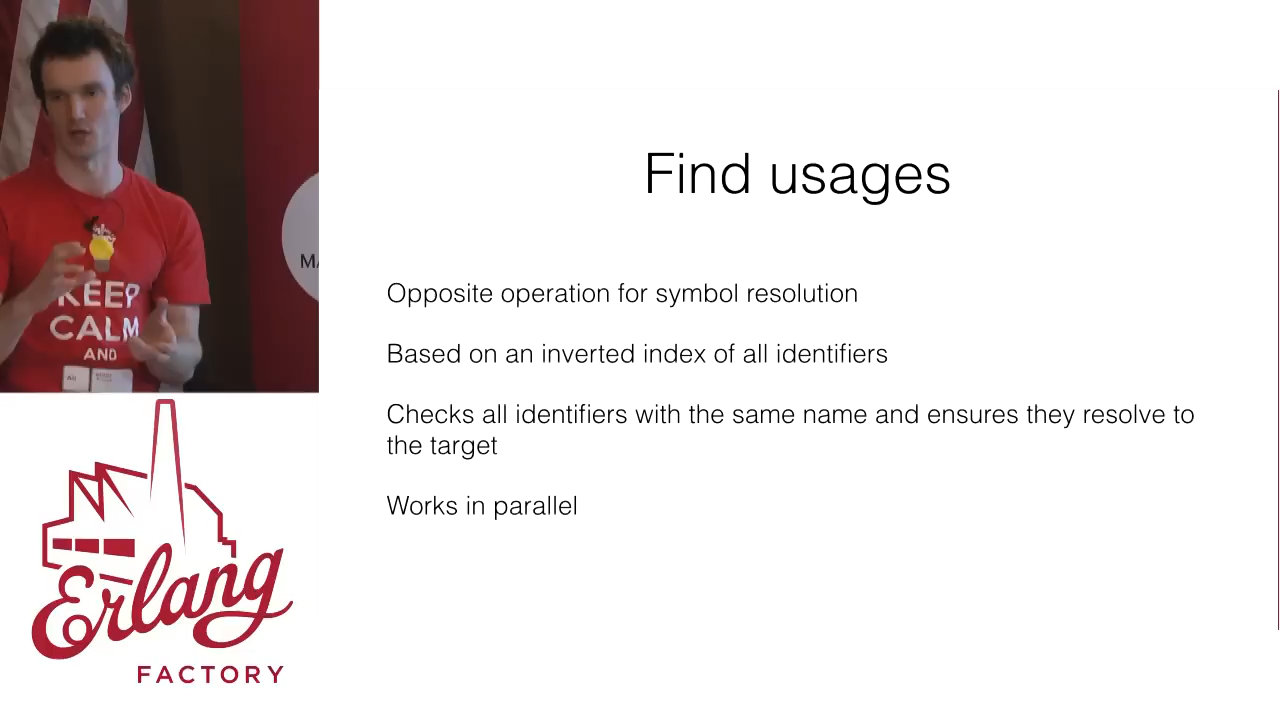 Find usages
Opposite operation for symbol resolution
Based on an inverted index of all identifiers
Checks all identifiers with the same name and ensures they resolve to
the target
Works in parallel
KEEP
CALM
AND
MA
Erlang
FACTORY